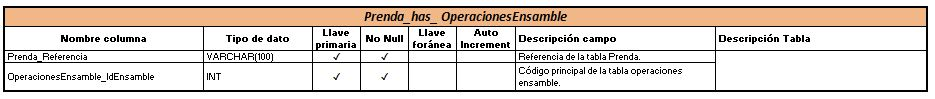 Prenda_has_ OperacionesEnsamble
Nombre columna Tipo de dato Llave primaria No Null Llave foránea Auto Increment Descripción campo Descripción Tabla
Prenda_Referencia VARCHAR(100) ✓ ✓ Referencia de la tabla Prenda.
OperacionesEnsamble_IdEnsamble INT ✓ ✓ Código principal de la tabla operaciones
ensamble.